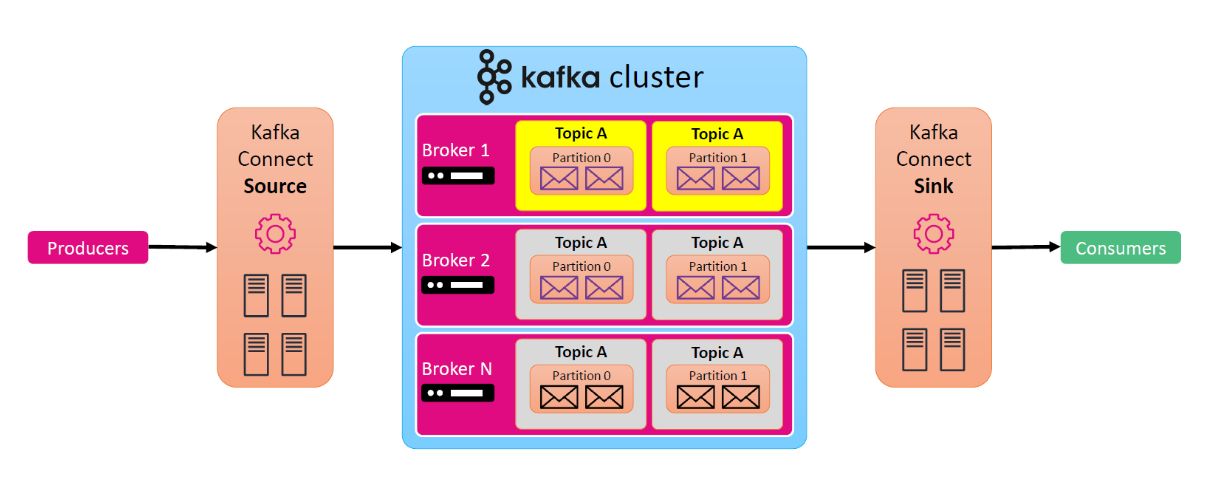 kafka cluster
Kafka
Connect
Source
Producers
Broker 1
Topic A
Partition 0
Topic A
Partition 1
Broker 2
Topic A
Partition 0
Topic A
Partition 1
Broker N
Topic A
Partition 0
Topic A
Partition 1
Kafka
Connect
Sink
Consumers